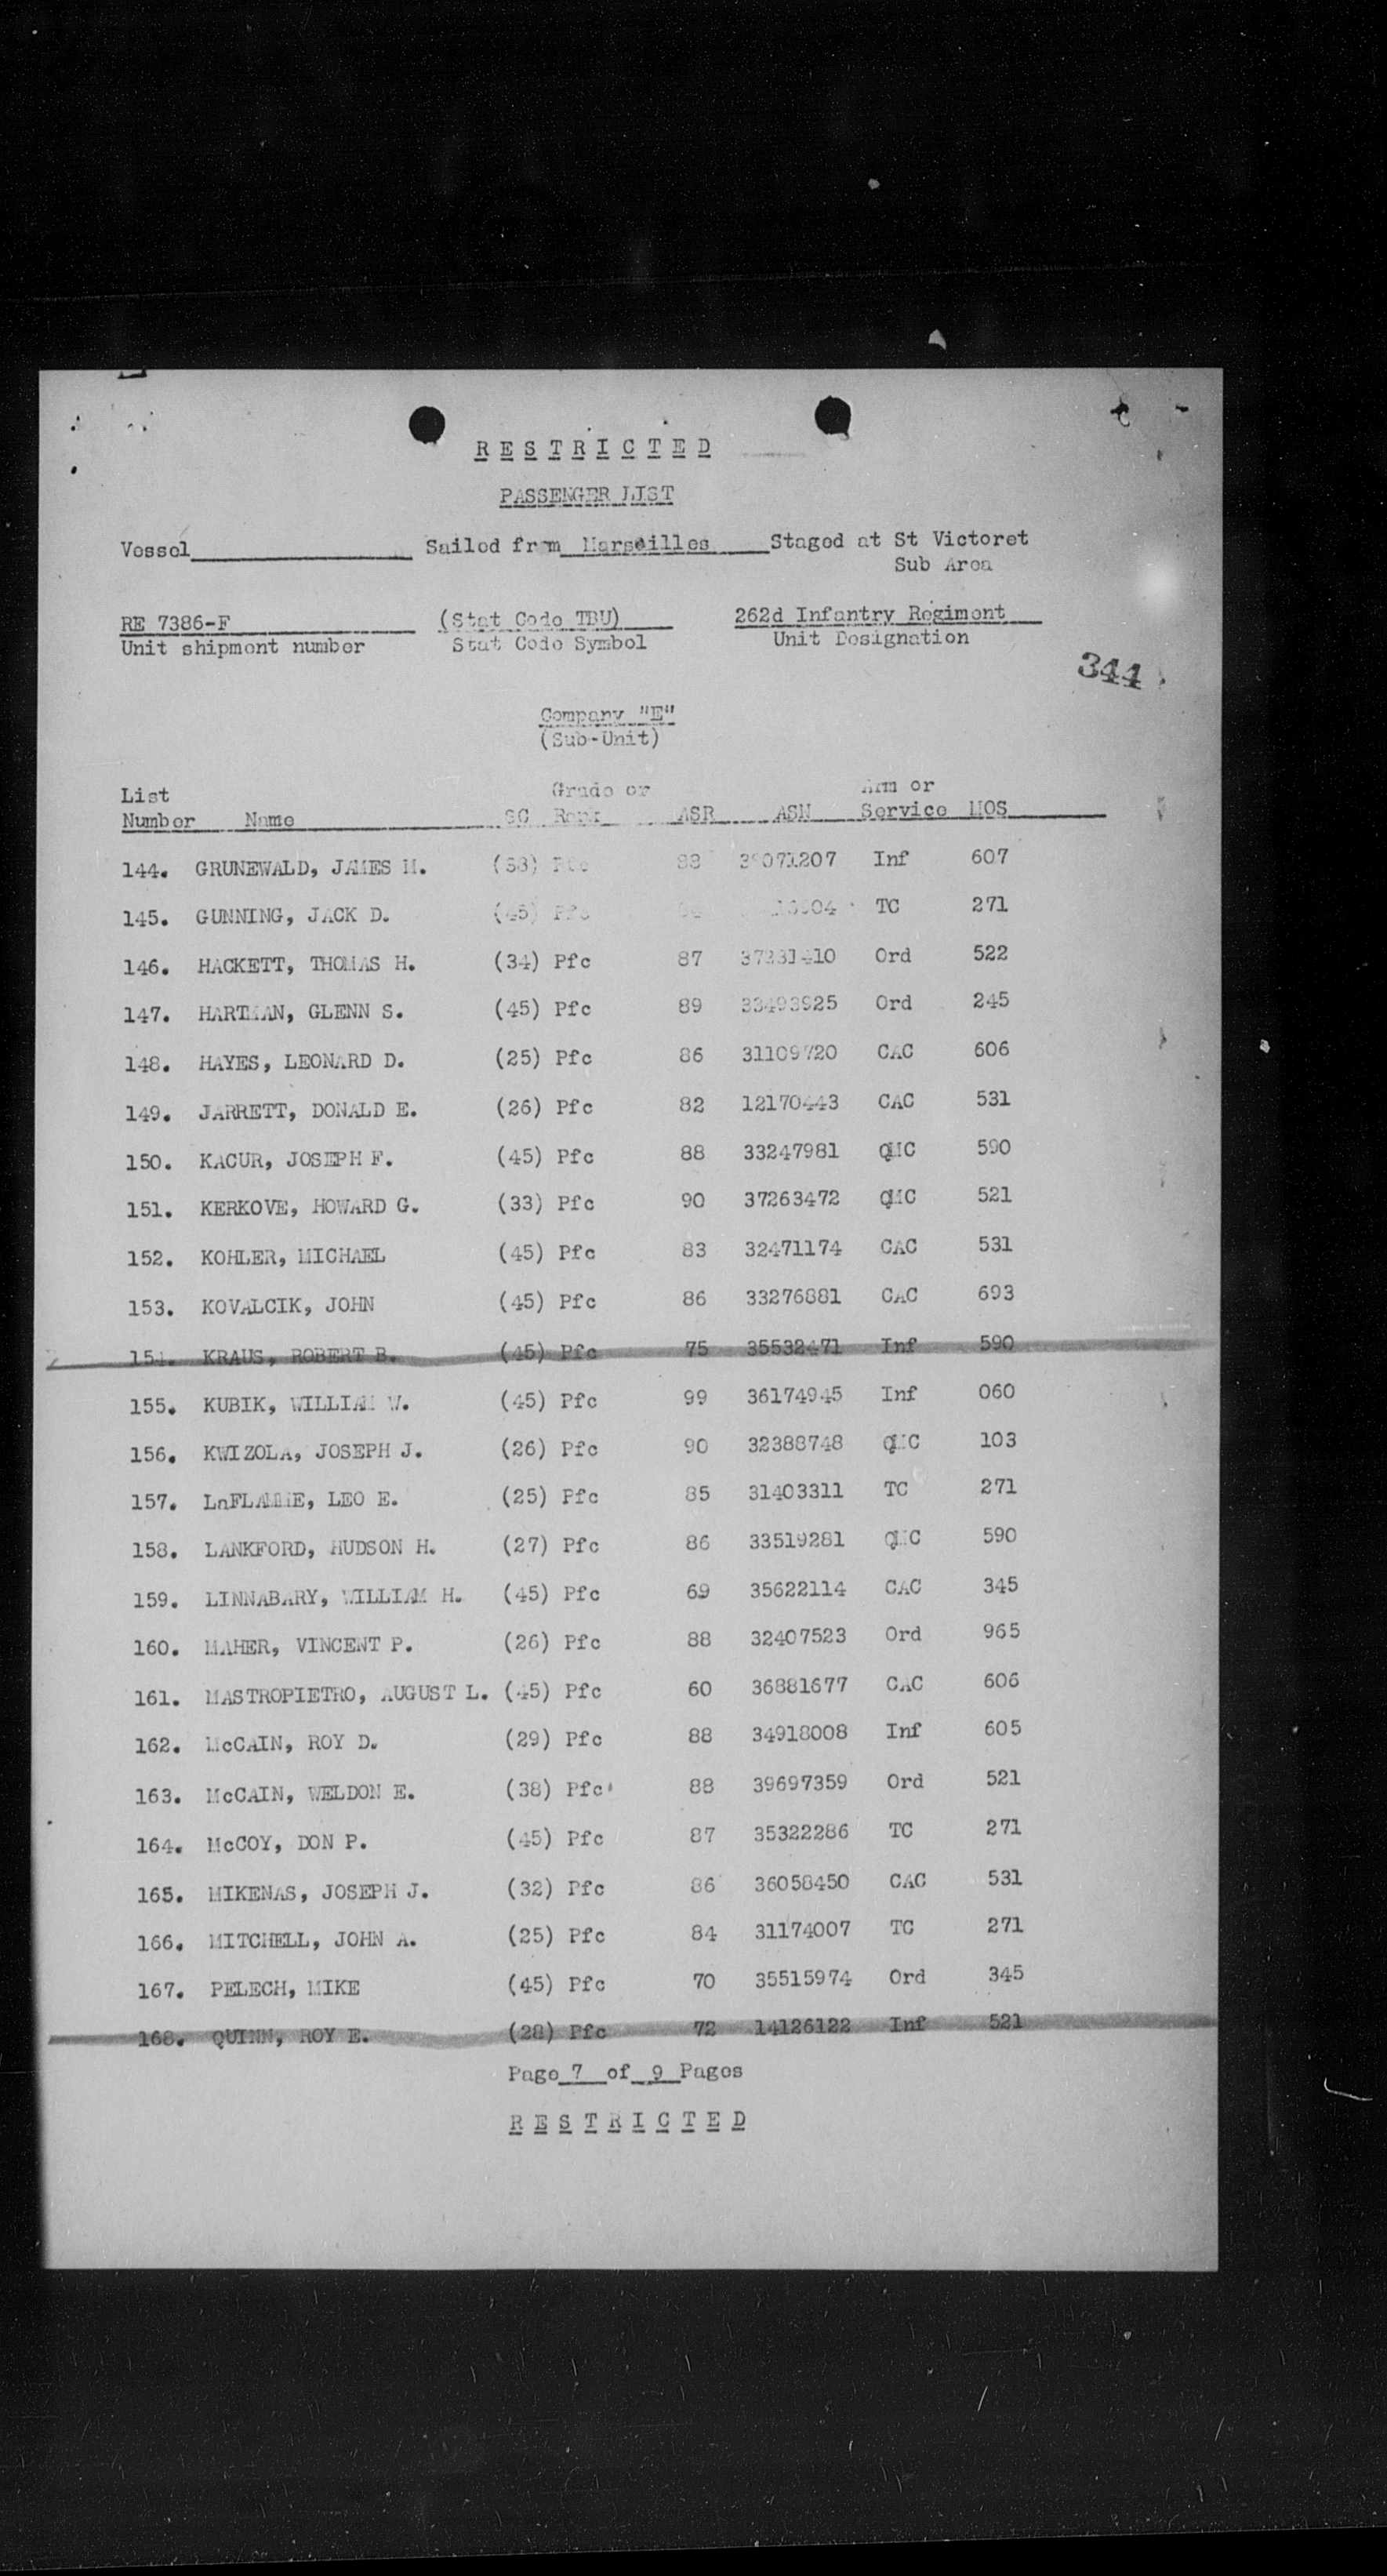 RESTRICTED
PASSENGER LIST
Vessel Sailed from Marseilles Staged at St Victoret
Sub Area
RE 7386-F (Stat Code TBU) 262d Infantry Regiment
Unit shipment number Stat Code Symbol Unit Designation
344
Company "E"
(Sub-Unit)
List Grade or Arm or
Number Name SC Rank ASR ASN Service MOS
144. GRUNEWALD, JAMES M. (38) Pfc 88 39071207 Inf 607
145. GUNNING, JACK D. (45) Pfc TC 271
146. HACKETT, THOMAS H. (34) Pfc 87 37231410 Ord 522
147. HARTMAN, GLENN S. (45) Pfc 89 33493925 Ord 245
148. HAYES, LEONARD D. (25) Pfc 86 31109720 CAC 606
149. JARRETT, DONALD E. (26) Pfc 82 12170443 CAC 531
150. KACUR, JOSEPH F. (45) Pfc 88 33247981 QMC 590
151. KERKOVE, HOWARD G. (33) Pfc 90 37263472 QMC 521
152. KOHLER, MICHAEL (45) Pfc 83 32471174 CAC 531
153. KOVALCIK, JOHN (45) Pfc 86 33276881 CAC 693
154. KRAUS, ROBERT B. (45) Pfc 75 35532471 Inf 590
155. KUBIK, WILLIAM W. (45) Pfc 99 36174945 Inf 060
156. KWIZOLA, JOSEPH J. (26) Pfc 90 32388748 QMC 103
157. LaFLAMME, LEO E. (25) Pfc 85 31403311 TC 271
158. LANKFORD, HUDSON H. (27) Pfc 86 33519281 QMC 590
159. LINNABARY, WILLIAM H. (45) Pfc 69 35622114 CAC 345
160. MAHER, VINCENT P. (26) Pfc 88 32407523 Ord 965
161. MASTROPIETRO, AUGUST L. (45) Pfc 60 36881677 CAC 606
162. McCAIN, ROY D. (29) Pfc 88 34918008 Inf 605
163. McCAIN, WELDON E. (38) Pfc 88 39697359 Ord 521
164. McCOY, DON P. (45) Pfc 87 35322286 TC 271
165. MIKENAS, JOSEPH J. (32) Pfc 86 36058450 CAC 531
166. MITCHELL, JOHN A. (25) Pfc 84 31174007 TC 271
167. PELECH, MIKE (45) Pfc 70 35515974 Ord 345
168. QUINN, ROY E. (28) Pfc 72 14126122 Inf 521
Page 7 of 9 Pages
RESTRICTED